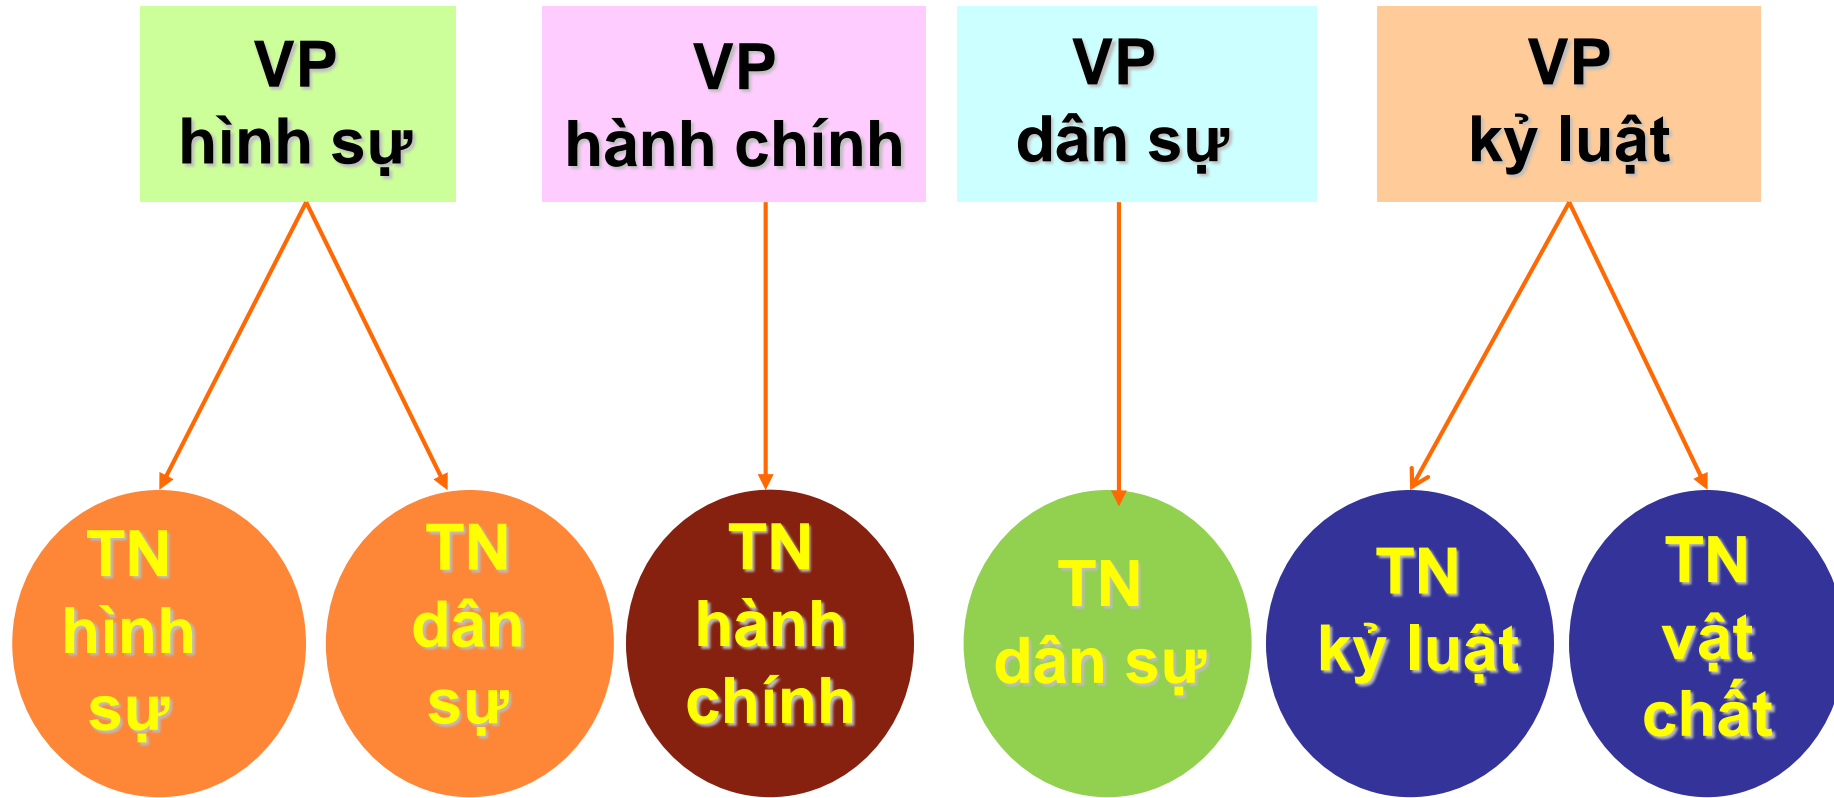 VP
hình sự
VP
hành chính
VP
dân sự
VP
kỷ luật
TN
hình
sự
TN
dân
sự
TN
hành
chính
TN
dân sự
TN
kỷ luật
TN
vật
chất